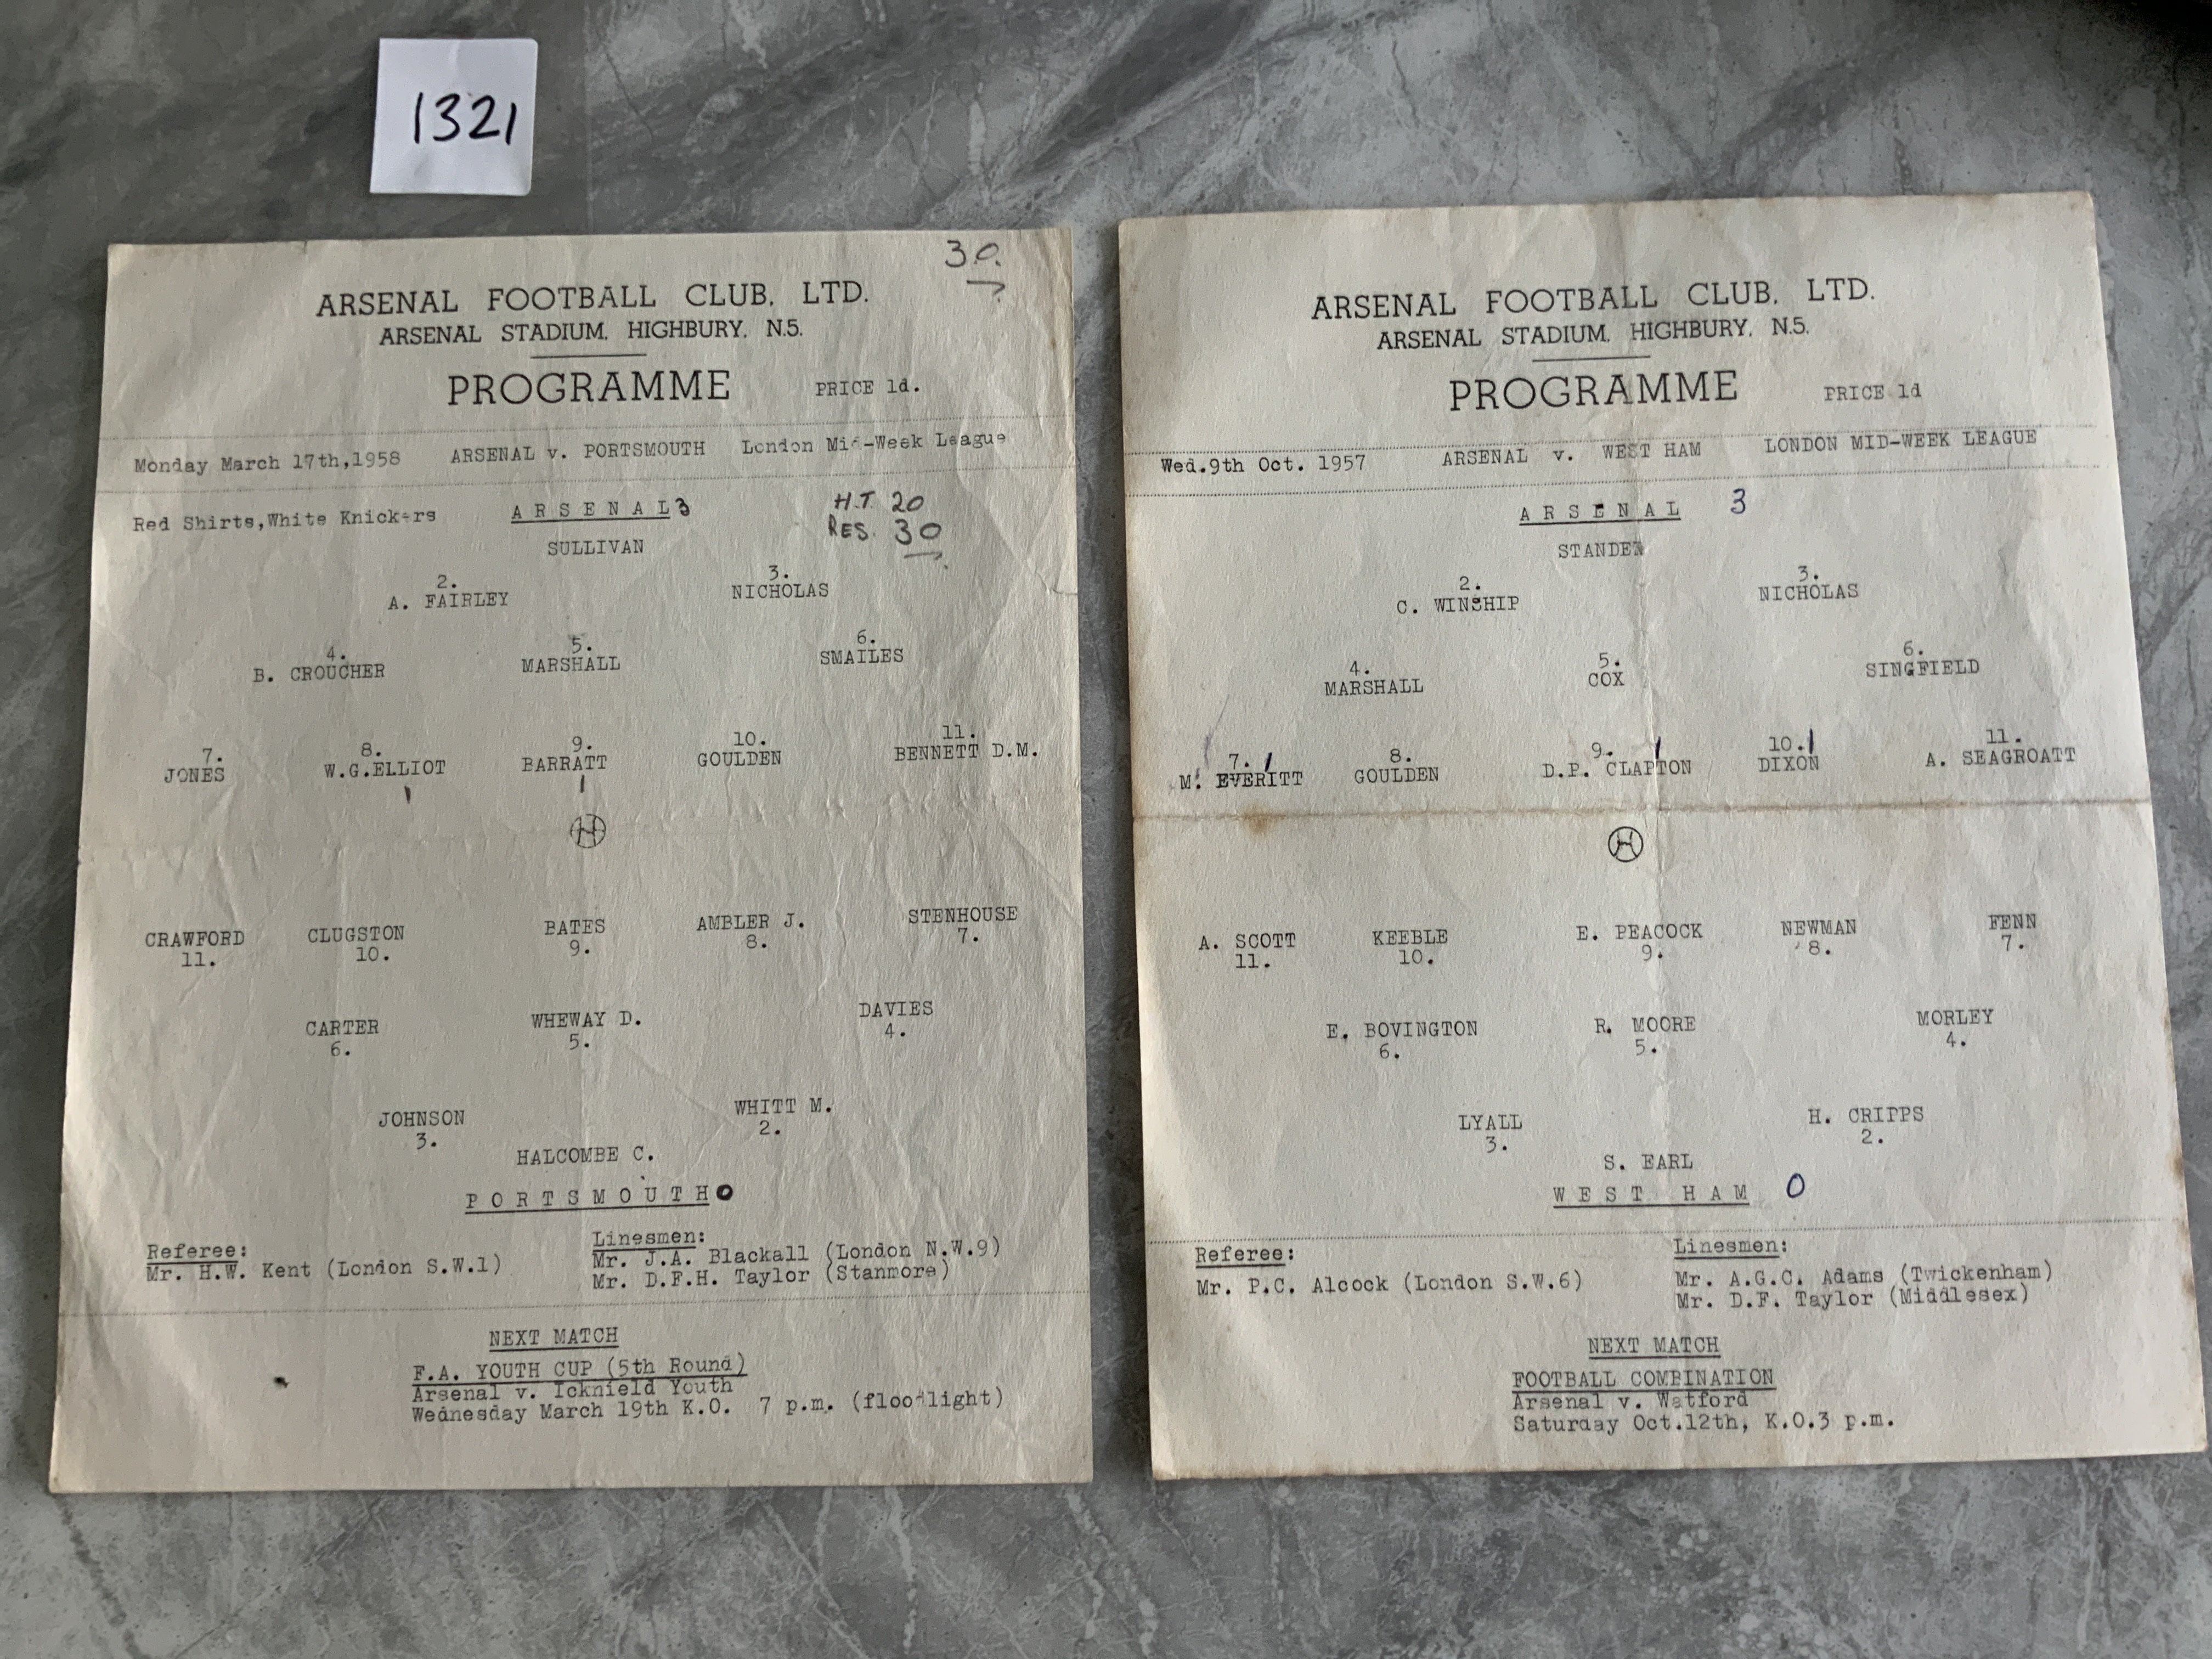 1321
30.
ARSENAL FOOTBALL CLUB, LTD.
ARSENAL STADIUM, HIGHBURY, N.5.
PROGRAMME PRICE 1d.
Monday March 17th,1958 ARSENAL v. PORTSMOUTH London Mid-Week League
Red Shirts,White Knickers ARSENAL 3 H.T. 20
RES. 30
SULLIVAN
2. 3.
A. FAIRLEY NICHOLAS
4. 5. 6.
B. CROUCHER MARSHALL SMAILES
7. 8. 9. 10. 11.
JONES W.G.ELLIOT BARRATT GOULDEN BENNETT D.M.
H
CRAWFORD CLUGSTON BATES AMBLER J. STENHOUSE
11. 10. 9. 8. 7.
CARTER WHEWAY D. DAVIES
6. 5. 4.
JOHNSON WHITT M.
3. 2.
HALCOMBE C.
PORTSMOUTH 0
Referee:
Mr. H.W. Kent (London S.W.1)
Linesmen:
Mr. J.A. Blackall (London N.W.9)
Mr. D.F.H. Taylor (Stanmore)
NEXT MATCH
F.A. YOUTH CUP (5th Round)
Arsenal v. Icknield Youth
Wednesday March 19th K.O. 7 p.m. (floodlight)
ARSENAL FOOTBALL CLUB, LTD.
ARSENAL STADIUM, HIGHBURY, N.5.
PROGRAMME PRICE 1d
Wed.9th Oct. 1957 ARSENAL v. WEST HAM LONDON MID-WEEK LEAGUE
ARSENAL 3
STANDEN
2. 3.
C. WINSHIP NICHOLAS
4. 5. 6.
MARSHALL COX SINGFIELD
7. 8. 9. 10. 11.
M. EVERITT GOULDEN D.P. CLAPTON DIXON A. SEAGROATT
H
A. SCOTT KEEBLE E. PEACOCK NEWMAN FENN
11. 10. 9. 8. 7.
E. BOVINGTON R. MOORE MORLEY
6. 5. 4.
LYALL H. CRIPPS
3. 2.
S. EARL
WEST HAM 0
Referee:
Mr. P.C. Alcock (London S.W.6)
Linesmen:
Mr. A.G.C. Adams (Twickenham)
Mr. D.F. Taylor (Middlesex)
NEXT MATCH
FOOTBALL COMBINATION
Arsenal v. Watford
Saturday Oct.12th, K.O.3 p.m.